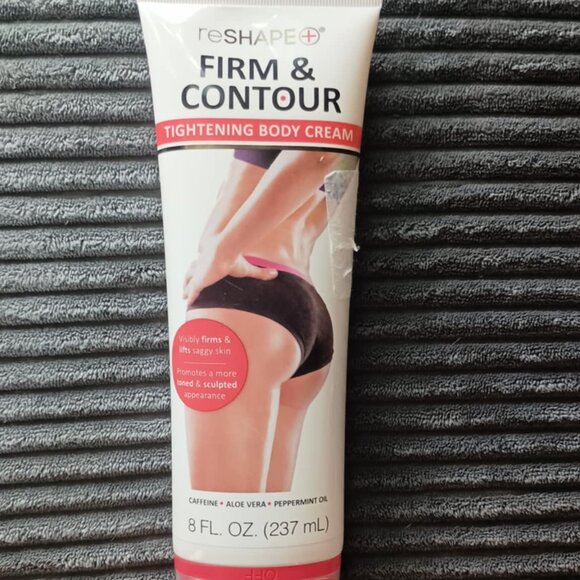 reSHAPE+®
FIRM &
CONTOUR
TIGHTENING BODY CREAM
Visibly firms &
lifts saggy skin
Promotes a more
toned & sculpted
appearance
CAFFEINE • ALOE VERA • PEPPERMINT OIL
8 FL. OZ. (237 mL)
OFF